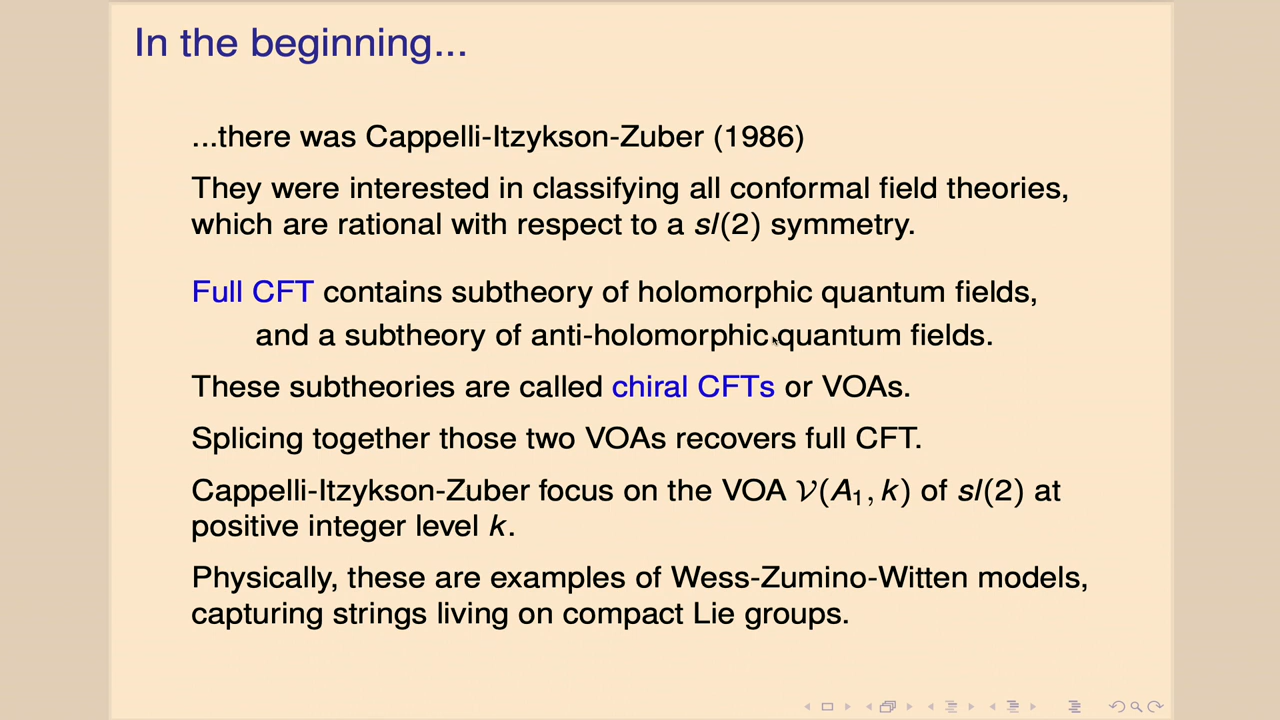 In the beginning...
...there was Cappelli-Itzykson-Zuber (1986)
They were interested in classifying all conformal field theories,
which are rational with respect to a sl(2) symmetry.
Full CFT contains subtheory of holomorphic quantum fields,
and a subtheory of anti-holomorphic quantum fields.
These subtheories are called chiral CFTs or VOAs.
Splicing together those two VOAs recovers full CFT.
Cappelli-Itzykson-Zuber focus on the VOA 𝒱(A₁, k) of sl(2) at
positive integer level k.
Physically, these are examples of Wess-Zumino-Witten models,
capturing strings living on compact Lie groups.